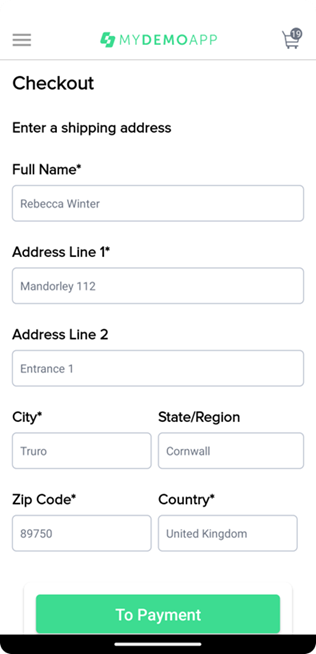 MYDEMOAPP
19
Checkout
Enter a shipping address
Full Name*
Rebecca Winter
Address Line 1*
Mandorley 112
Address Line 2
Entrance 1
City* State/Region
Truro Cornwall
Zip Code* Country*
89750 United Kingdom
To Payment